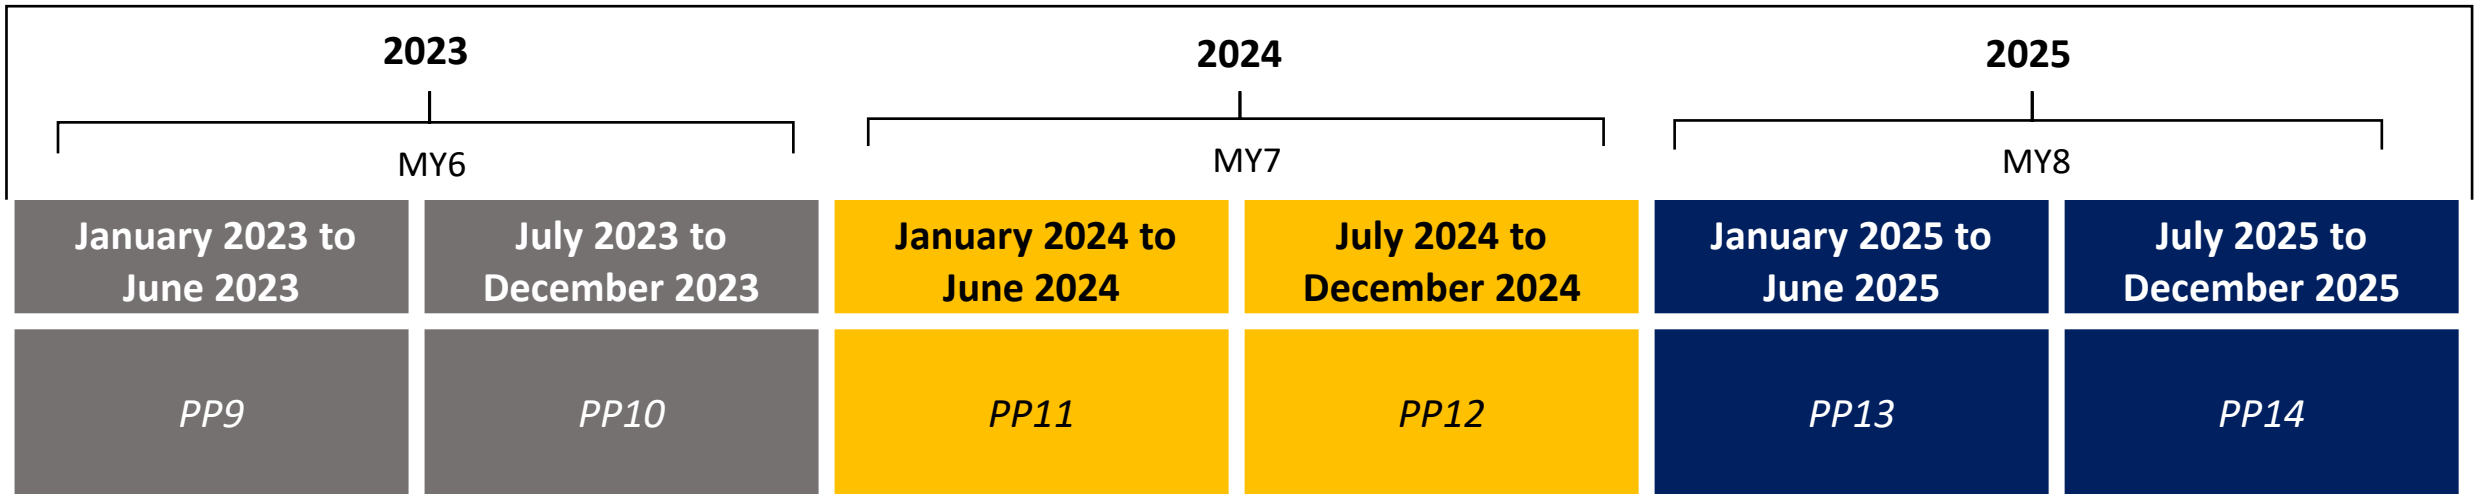 2023
2024
2025
MY6
MY7
MY8
January 2023 to
June 2023
July 2023 to
December 2023
January 2024 to
June 2024
July 2024 to
December 2024
January 2025 to
June 2025
July 2025 to
December 2025
PP9
PP10
PP11
PP12
PP13
PP14